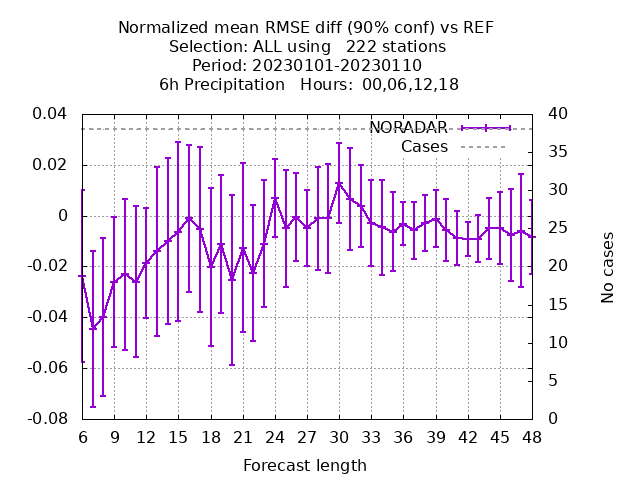 Normalized mean RMSE diff (90% conf) vs REF
Selection: ALL using   222 stations
Period: 20230101-20230110
6h Precipitation   Hours:  00,06,12,18
NORADAR
Cases
0.04
0.02
0
-0.02
-0.04
-0.06
-0.08
40
35
30
25
20
15
10
5
0
No cases
6 9 12 15 18 21 24 27 30 33 36 39 42 45 48
Forecast length